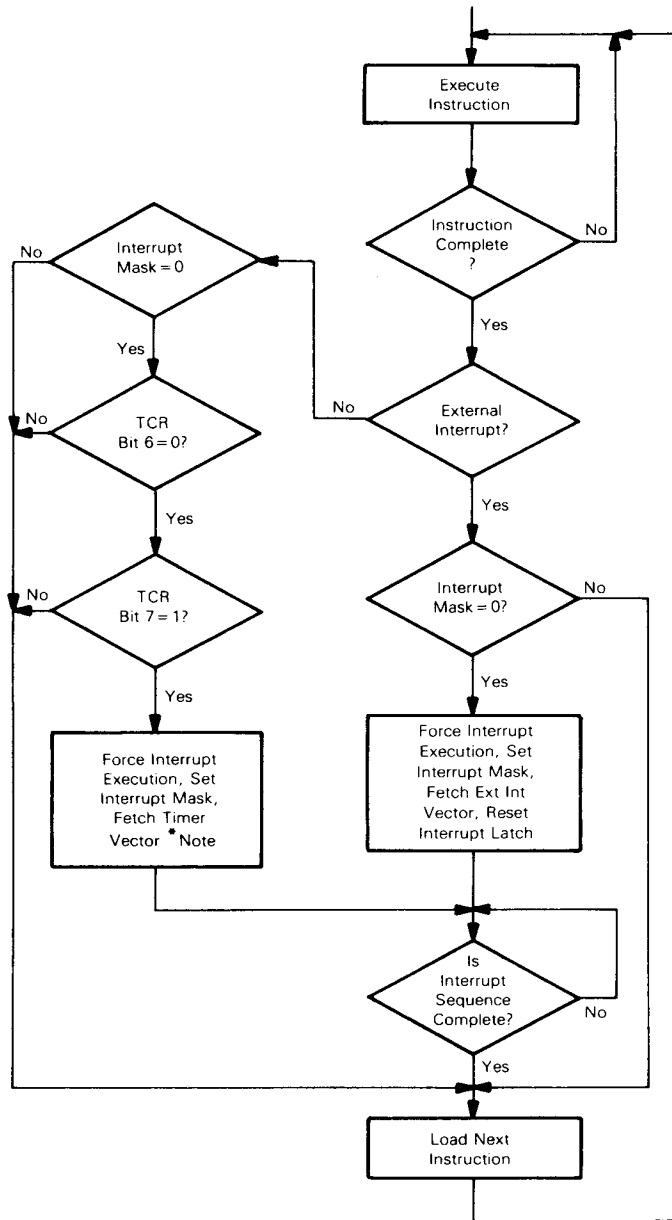 Execute
Instruction
Instruction
Complete
?
No
Yes
Interrupt
Mask = 0
No
Yes
External
Interrupt?
No
Yes
TCR
Bit 6 = 0?
No
Yes
Interrupt
Mask = 0?
No
Yes
TCR
Bit 7 = 1?
No
Yes
Force Interrupt
Execution, Set
Interrupt Mask,
Fetch Ext Int
Vector, Reset
Interrupt Latch
Force Interrupt
Execution, Set
Interrupt Mask,
Fetch Timer
Vector * Note
Is
Interrupt
Sequence
Complete?
No
Yes
Load Next
Instruction